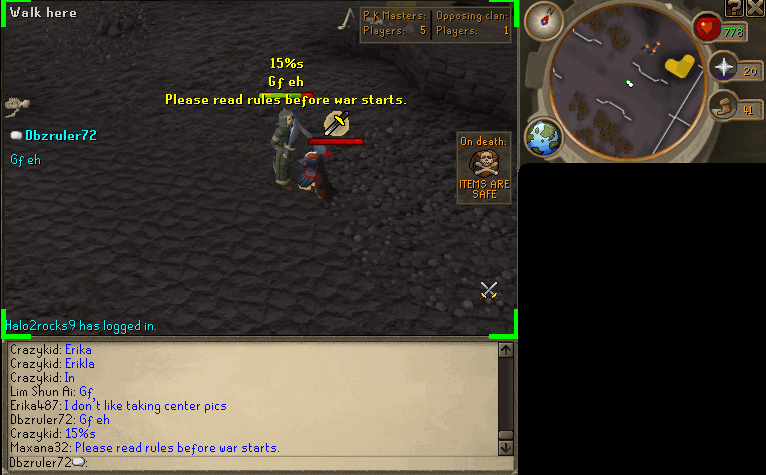 Walk here
P K Masters: Opposing clan:
Players: 5 Players: 1
15%s
Gf eh
Please read rules before war starts.
Dbzruler72
Gf eh
On death:
ITEMS ARE
SAFE
?
778
20
41
Halo2rocks9 has logged in.
Crazykid: Erika
Crazykid: Erikla
Crazykid: In
Lim Shun Ai: Gf,
Erika487: I don't like taking center pics
Dbzruler72: Gf eh
Crazykid: 15%s
Maxana32: Please read rules before war starts.
Dbzruler72: